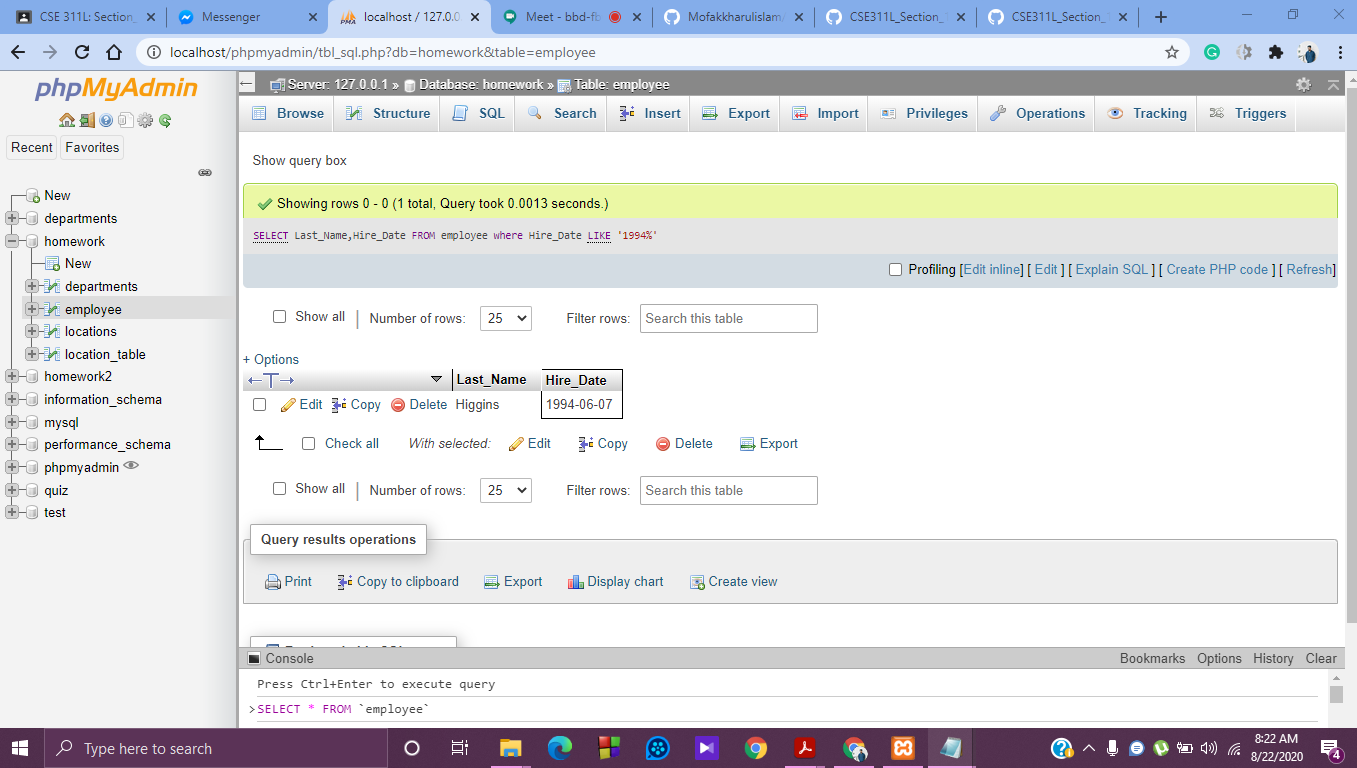 CSE 311L: Section_
Messenger
localhost / 127.0.0
Meet - bbd-fb
Mofakkharulislam
CSE311L_Section_
CSE311L_Section_
localhost/phpmyadmin/tbl_sql.php?db=homework&table=employee
phpMyAdmin
Recent Favorites
New
departments
homework
New
departments
employee
locations
location_table
homework2
information_schema
mysql
performance_schema
phpmyadmin
quiz
test
Server: 127.0.0.1 » Database: homework » Table: employee
Browse Structure SQL Search Insert Export Import Privileges Operations Tracking Triggers
Show query box
Showing rows 0 - 0 (1 total, Query took 0.0013 seconds.)
SELECT Last_Name,Hire_Date FROM employee where Hire_Date LIKE '1994%'
Profiling [Edit inline] [ Edit ] [ Explain SQL ] [ Create PHP code ] [ Refresh]
Show all | Number of rows: 25 Filter rows: Search this table
+ Options
←T→ Last_Name Hire_Date
Edit Copy Delete Higgins 1994-06-07
Check all With selected: Edit Copy Delete Export
Show all | Number of rows: 25 Filter rows: Search this table
Query results operations
Print Copy to clipboard Export Display chart Create view
Console Bookmarks Options History Clear
Press Ctrl+Enter to execute query
>SELECT * FROM `employee`
Type here to search
8:22 AM
8/22/2020
4